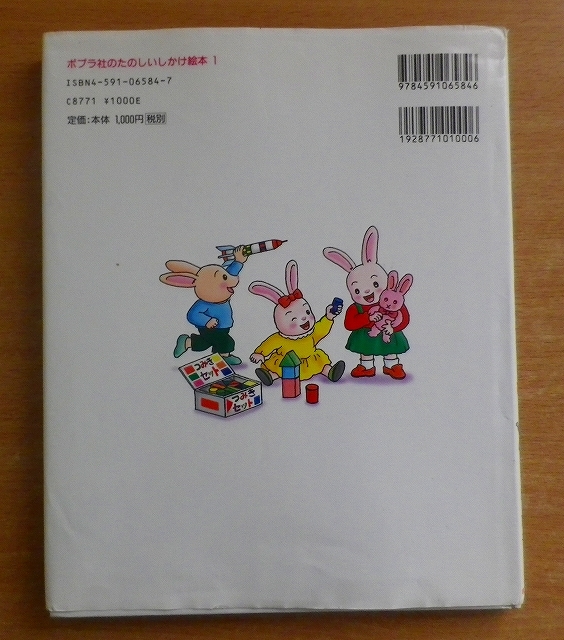 ポプラ社のたのしいしかけ絵本 1
ISBN4-591-06584-7
C8771 ¥1000E
定価:本体 1,000円 税別
9784591065846
1928771010006
つみき
セット
つみき
セット